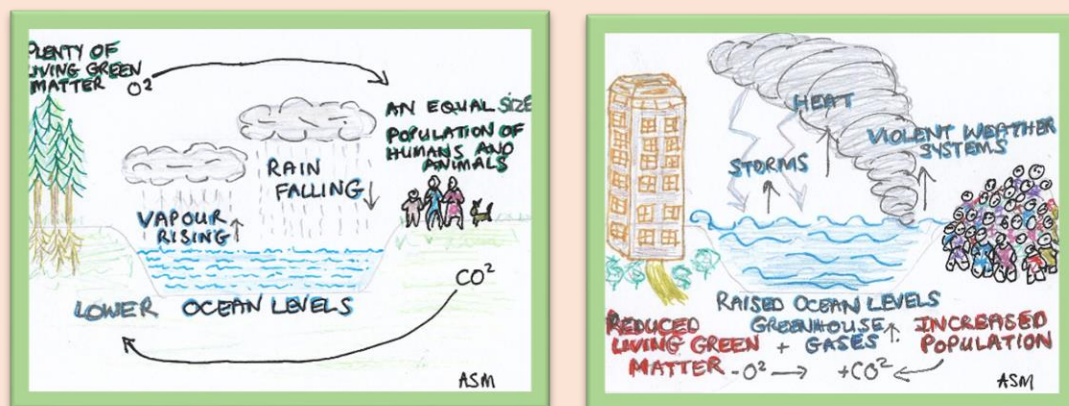 PLENTY OF
LIVING GREEN
MATTER O²
AN EQUAL SIZE
POPULATION OF
HUMANS AND
ANIMALS
RAIN
FALLING
VAPOUR
RISING
CO²
LOWER OCEAN LEVELS
ASM
HEAT
VIOLENT WEATHER
SYSTEMS
STORMS
RAISED OCEAN LEVELS
REDUCED
LIVING GREEN
MATTER
GREENHOUSE
+ GASES
INCREASED
POPULATION
-O² → +CO² ←
ASM